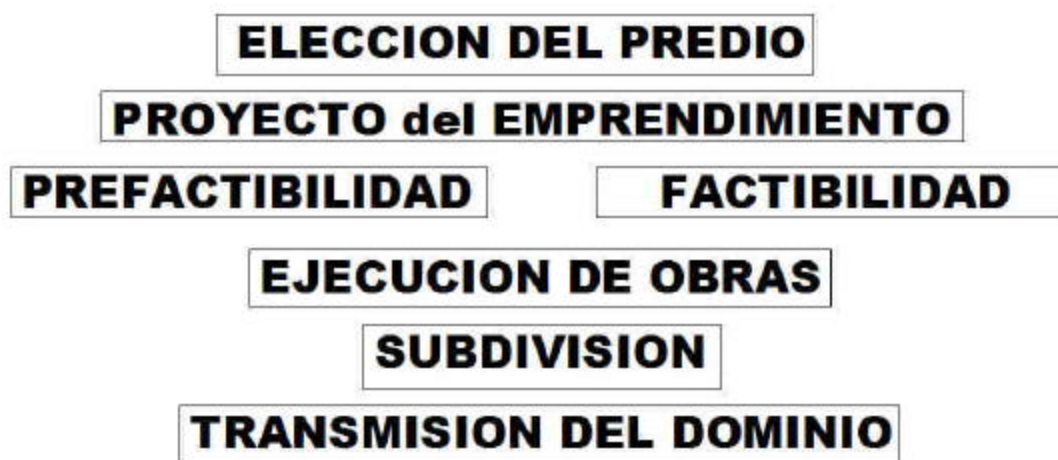 ELECCION DEL PREDIO
PROYECTO del EMPRENDIMIENTO
PREFACTIBILIDAD FACTIBILIDAD
EJECUCION DE OBRAS
SUBDIVISION
TRANSMISION DEL DOMINIO